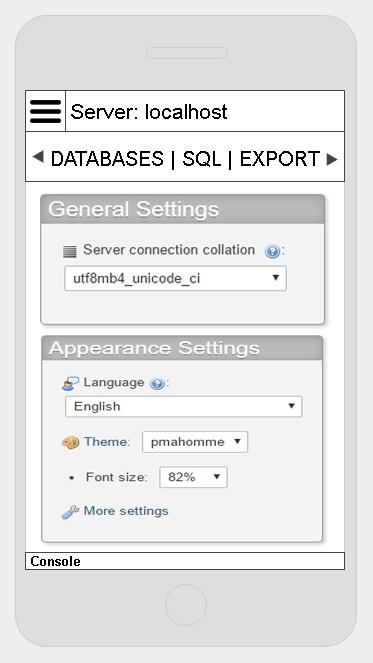 Server: localhost
DATABASES | SQL | EXPORT
General Settings
Server connection collation :
utf8mb4_unicode_ci
Appearance Settings
Language :
English
Theme: pmahomme
• Font size: 82%
More settings
Console